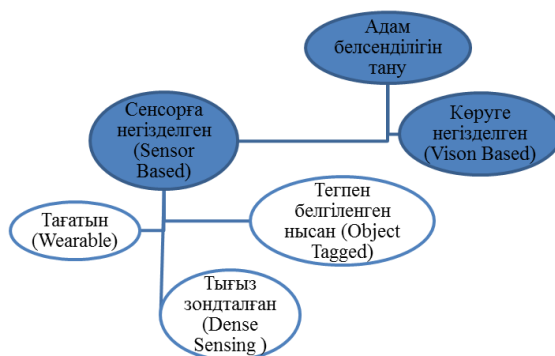 Адам
белсенділігін
тану
Сенсорға
негізделген
(Sensor
Based)
Көруге
негізделген
(Vison Based)
Тағатын
(Wearable)
Тегпен
белгіленген
нысан (Object
Tagged)
Тығыз
зондталған
(Dense
Sensing )